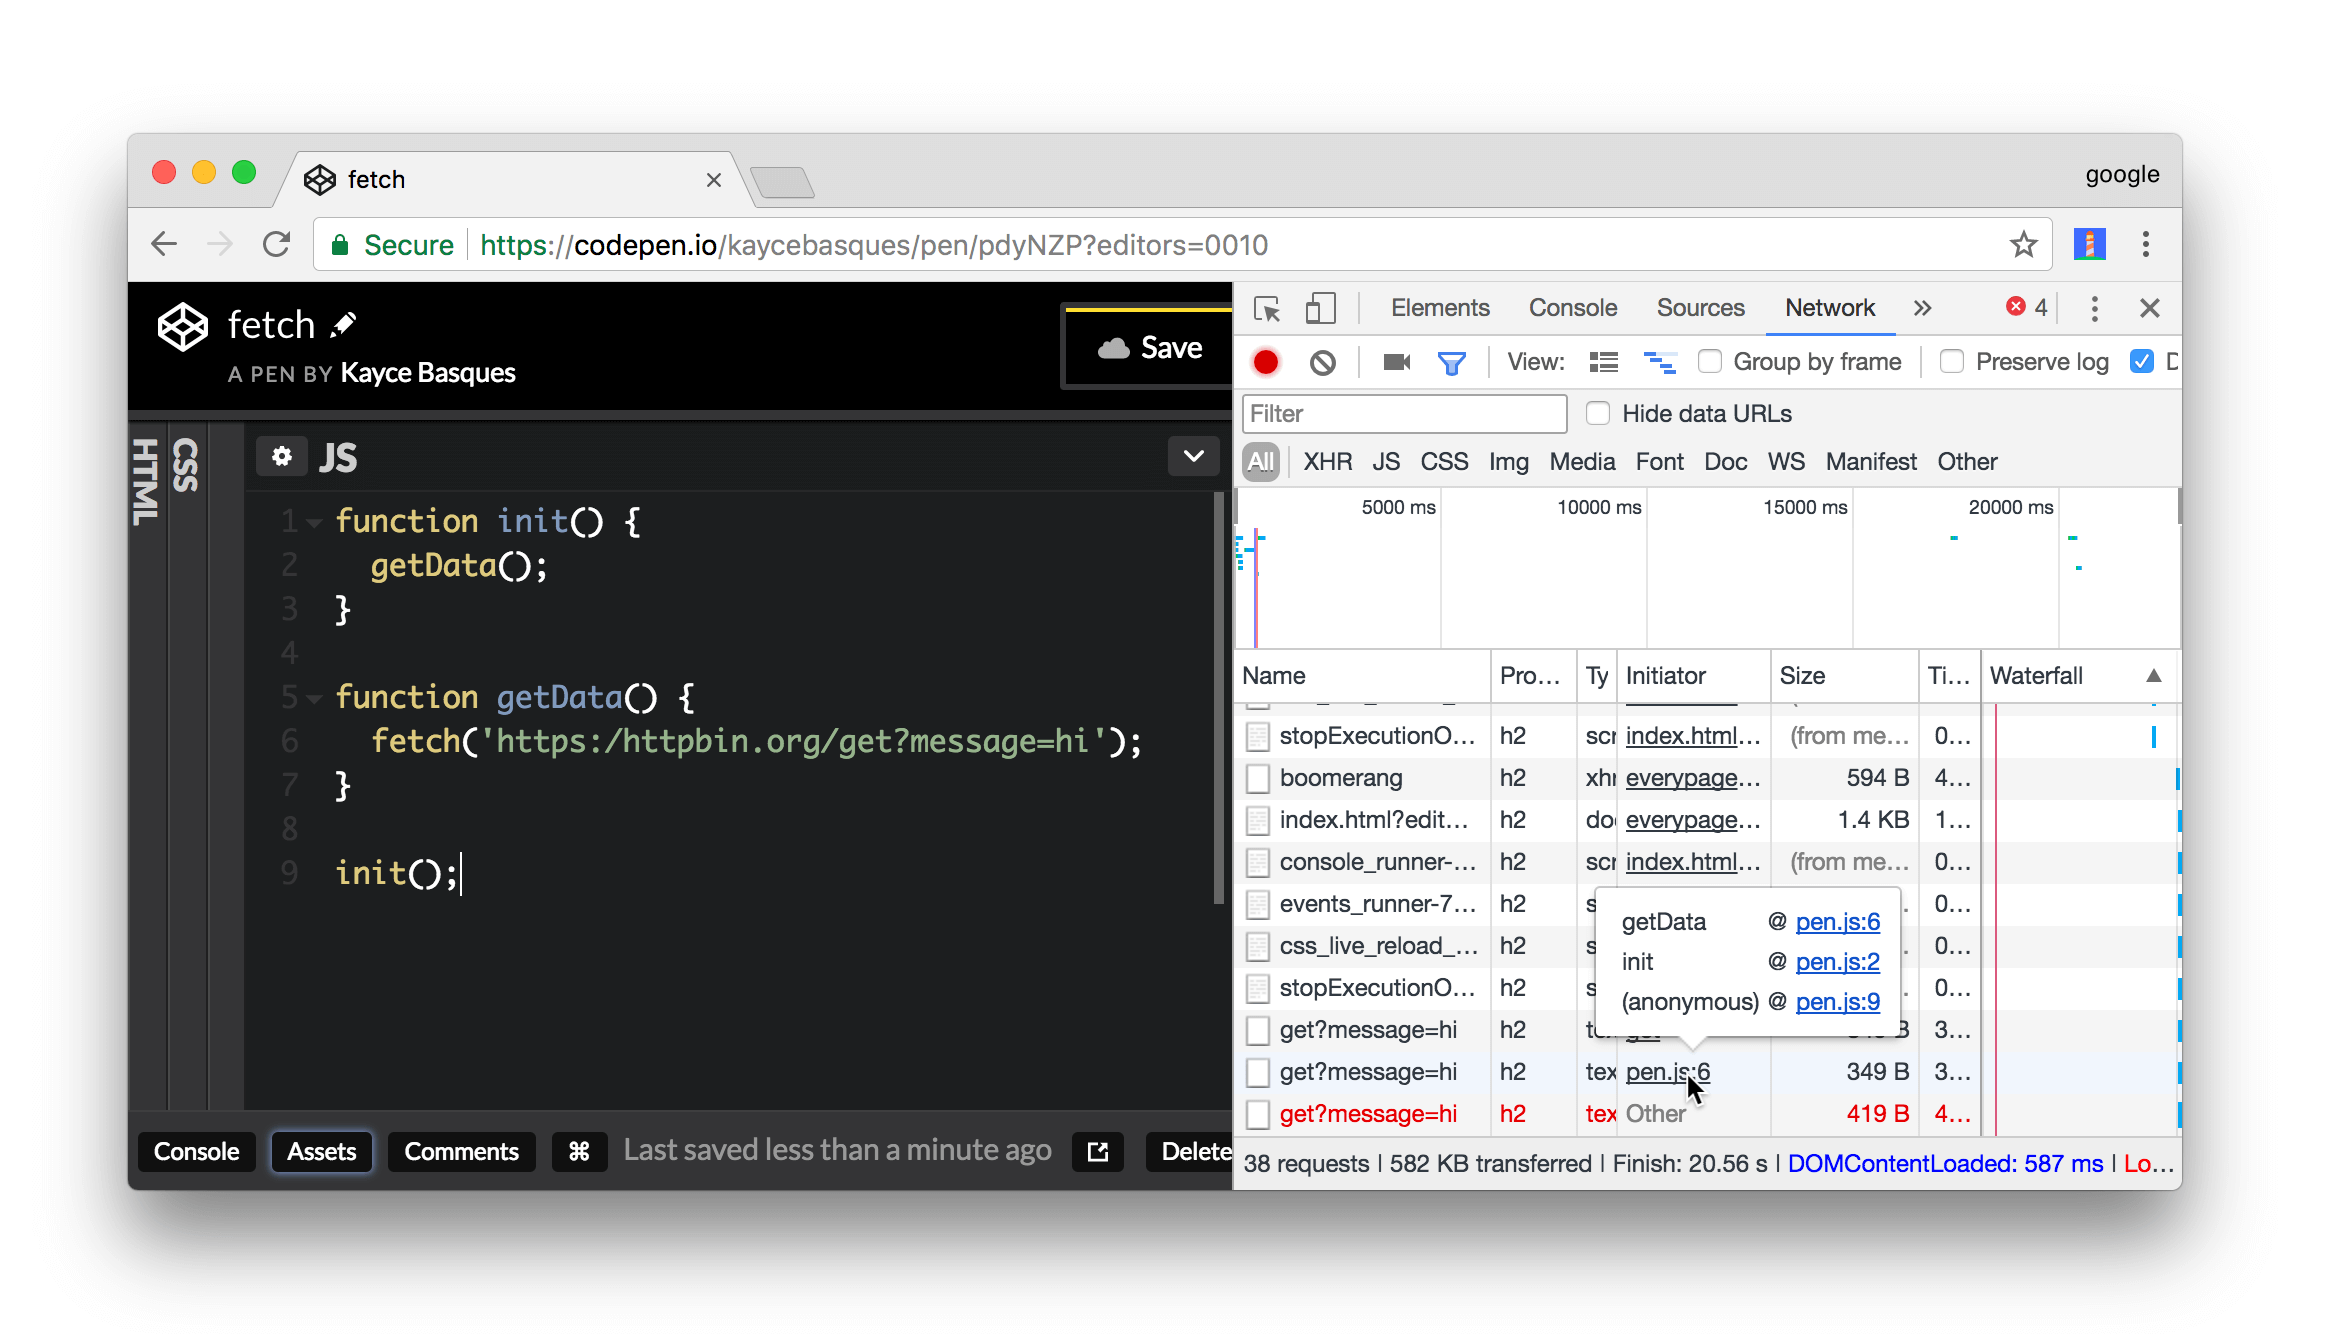 fetch
google
Secure https://codepen.io/kaycebasques/pen/pdyNZP?editors=0010
fetch
A PEN BY Kayce Basques
Save
HTML
CSS
JS
1 function init() {
2 getData();
3 }
4
5 function getData() {
6 fetch('https:/httpbin.org/get?message=hi');
7 }
8
9 init();
Console Assets Comments ⌘ Last saved less than a minute ago Delete
Elements Console Sources Network » 4
View: Group by frame Preserve log D
Filter Hide data URLs
All XHR JS CSS Img Media Font Doc WS Manifest Other
5000 ms 10000 ms 15000 ms 20000 ms
Name Pro... Ty Initiator Size Ti... Waterfall ▲
stopExecutionO... h2 scr index.html... (from me... 0...
boomerang h2 xhr everypage... 594 B 4...
index.html?edit... h2 do everypage... 1.4 KB 1...
console_runner-... h2 scr index.html... (from me... 0...
events_runner-7... h2 s 0...
css_live_reload_... h2 s 0...
stopExecutionO... h2 s 0...
get?message=hi h2 B 3...
get?message=hi h2 tex pen.js:6 349 B 3...
get?message=hi h2 tex Other 419 B 4...
getData @ pen.js:6
init @ pen.js:2
(anonymous) @ pen.js:9
38 requests | 582 KB transferred | Finish: 20.56 s | DOMContentLoaded: 587 ms | Lo...